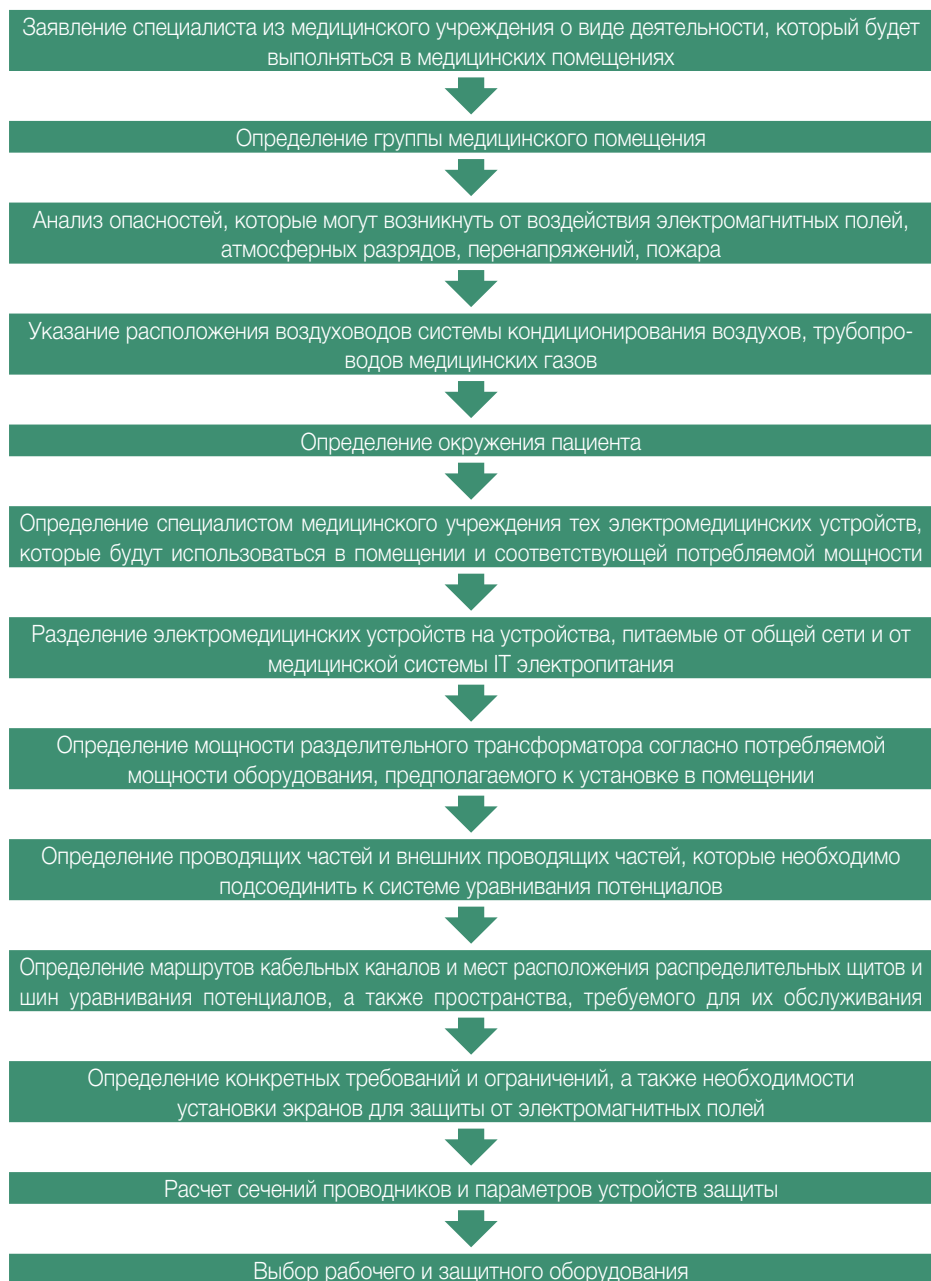 Заявление специалиста из медицинского учреждения о виде деятельности, который будет
выполняться в медицинских помещениях
Определение группы медицинского помещения
Анализ опасностей, которые могут возникнуть от воздействия электромагнитных полей,
атмосферных разрядов, перенапряжений, пожара
Указание расположения воздуховодов системы кондиционирования воздухов, трубопро-
водов медицинских газов
Определение окружения пациента
Определение специалистом медицинского учреждения тех электромедицинских устройств,
которые будут использоваться в помещении и соответствующей потребляемой мощности
Разделение электромедицинских устройств на устройства, питаемые от общей сети и от
медицинской системы IT электропитания
Определение мощности разделительного трансформатора согласно потребляемой
мощности оборудования, предполагаемого к установке в помещении
Определение проводящих частей и внешних проводящих частей, которые необходимо
подсоединить к системе уравнивания потенциалов
Определение маршрутов кабельных каналов и мест расположения распределительных щитов и
шин уравнивания потенциалов, а также пространства, требуемого для их обслуживания
Определение конкретных требований и ограничений, а также необходимости
установки экранов для защиты от электромагнитных полей
Расчет сечений проводников и параметров устройств защиты
Выбор рабочего и защитного оборудования